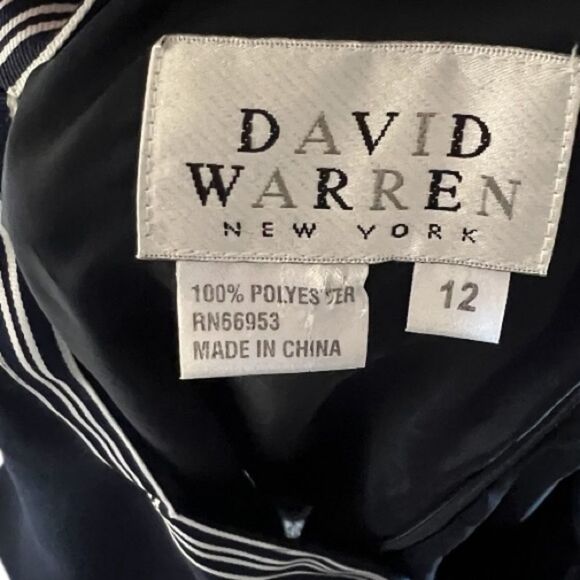 DAVID
WARREN
NEW YORK
100% POLYESTER
RN66953
MADE IN CHINA
12